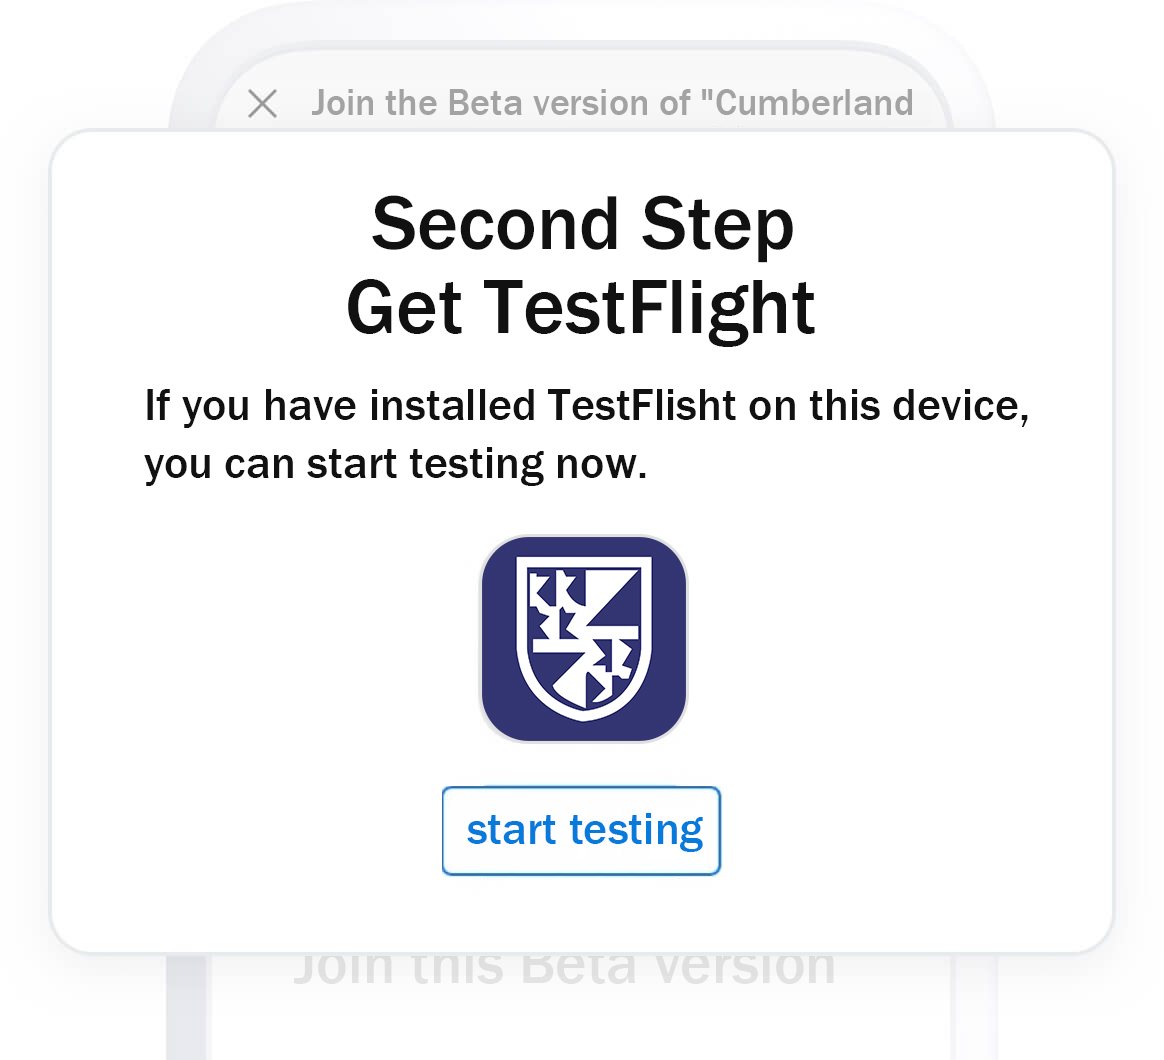 Join the Beta version of "Cumberland
Second Step
Get TestFlight
If you have installed TestFlisht on this device,
you can start testing now.
start testing
Join this Beta version